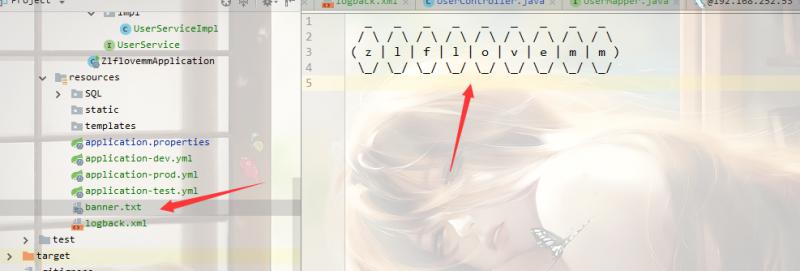 Project
logback.xml
UserController.java
UserMapper.java
@192.168.252.53
impl
UserServiceImpl
UserService
ZlflovemmApplication
resources
SQL
static
templates
application.properties
application-dev.yml
application-prod.yml
application-test.yml
banner.txt
logback.xml
test
target
.gitignore
1   _   _   _   _   _   _   _   _   _
2  / \ / \ / \ / \ / \ / \ / \ / \ / \
3 ( z | l | f | l | o | v | e | m | m )
4  \_/ \_/ \_/ \_/ \_/ \_/ \_/ \_/ \_/
5